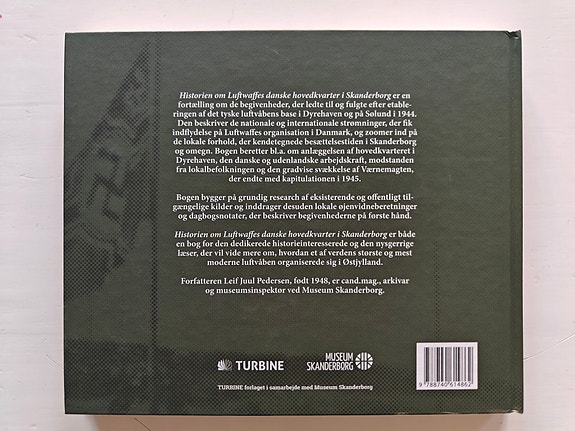 Historien om Luftwaffes danske hovedkvarter i Skanderborg er en
fortælling om de begivenheder, der ledte til og fulgte efter etable-
ringen af det tyske luftvåbens base i Dyrehaven og på Sølund i 1944.
Den beskriver de nationale og internationale strømninger, der fik
indflydelse på Luftwaffes organisation i Danmark, og zoomer ind på
de lokale forhold, der kendetegnede besættelsestiden i Skanderborg
og omegn. Bogen beretter bl.a. om anlæggelsen af hovedkvarteret i
Dyrehaven, den danske og udenlandske arbejdskraft, modstanden
fra lokalbefolkningen og den gradvise svækkelse af Værnemagten,
der endte med kapitulationen i 1945.
Bogen bygger på grundig research af eksisterende og offentligt til-
gængelige kilder og inddrager desuden lokale øjenvidneberetninger
og dagbogsnotater, der beskriver begivenhederne på første hånd.
Historien om Luftwaffes danske hovedkvarter i Skanderborg er både
en bog for den dedikerede historieinteresserede og den nysgerrige
læser, der vil vide mere om, hvordan et af verdens største og mest
moderne luftvåben organiserede sig i Østjylland.
Forfatteren Leif Juul Pedersen, født 1948, er cand.mag., arkivar
og museumsinspektør ved Museum Skanderborg.
TURBINE
MUSEUM
SKANDERBORG
TURBINE forlaget i samarbejde med Museum Skanderborg
9 788740 614862